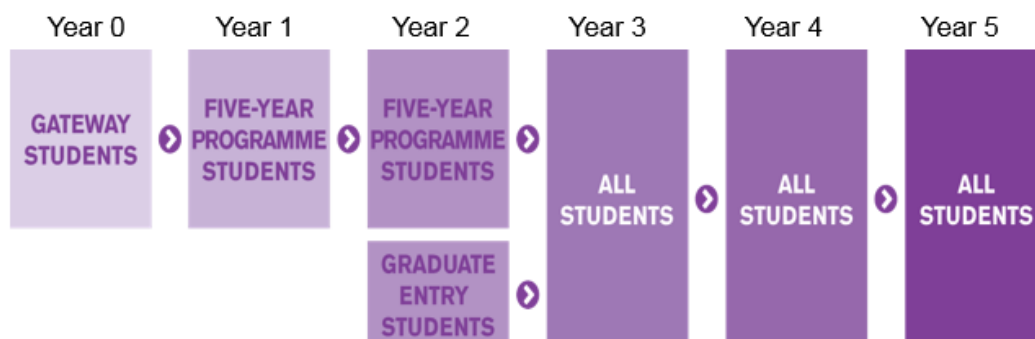 Year 0
Year 1
Year 2
Year 3
Year 4
Year 5
GATEWAY
STUDENTS
FIVE-YEAR
PROGRAMME
STUDENTS
FIVE-YEAR
PROGRAMME
STUDENTS
GRADUATE
ENTRY
STUDENTS
ALL
STUDENTS
ALL
STUDENTS
ALL
STUDENTS